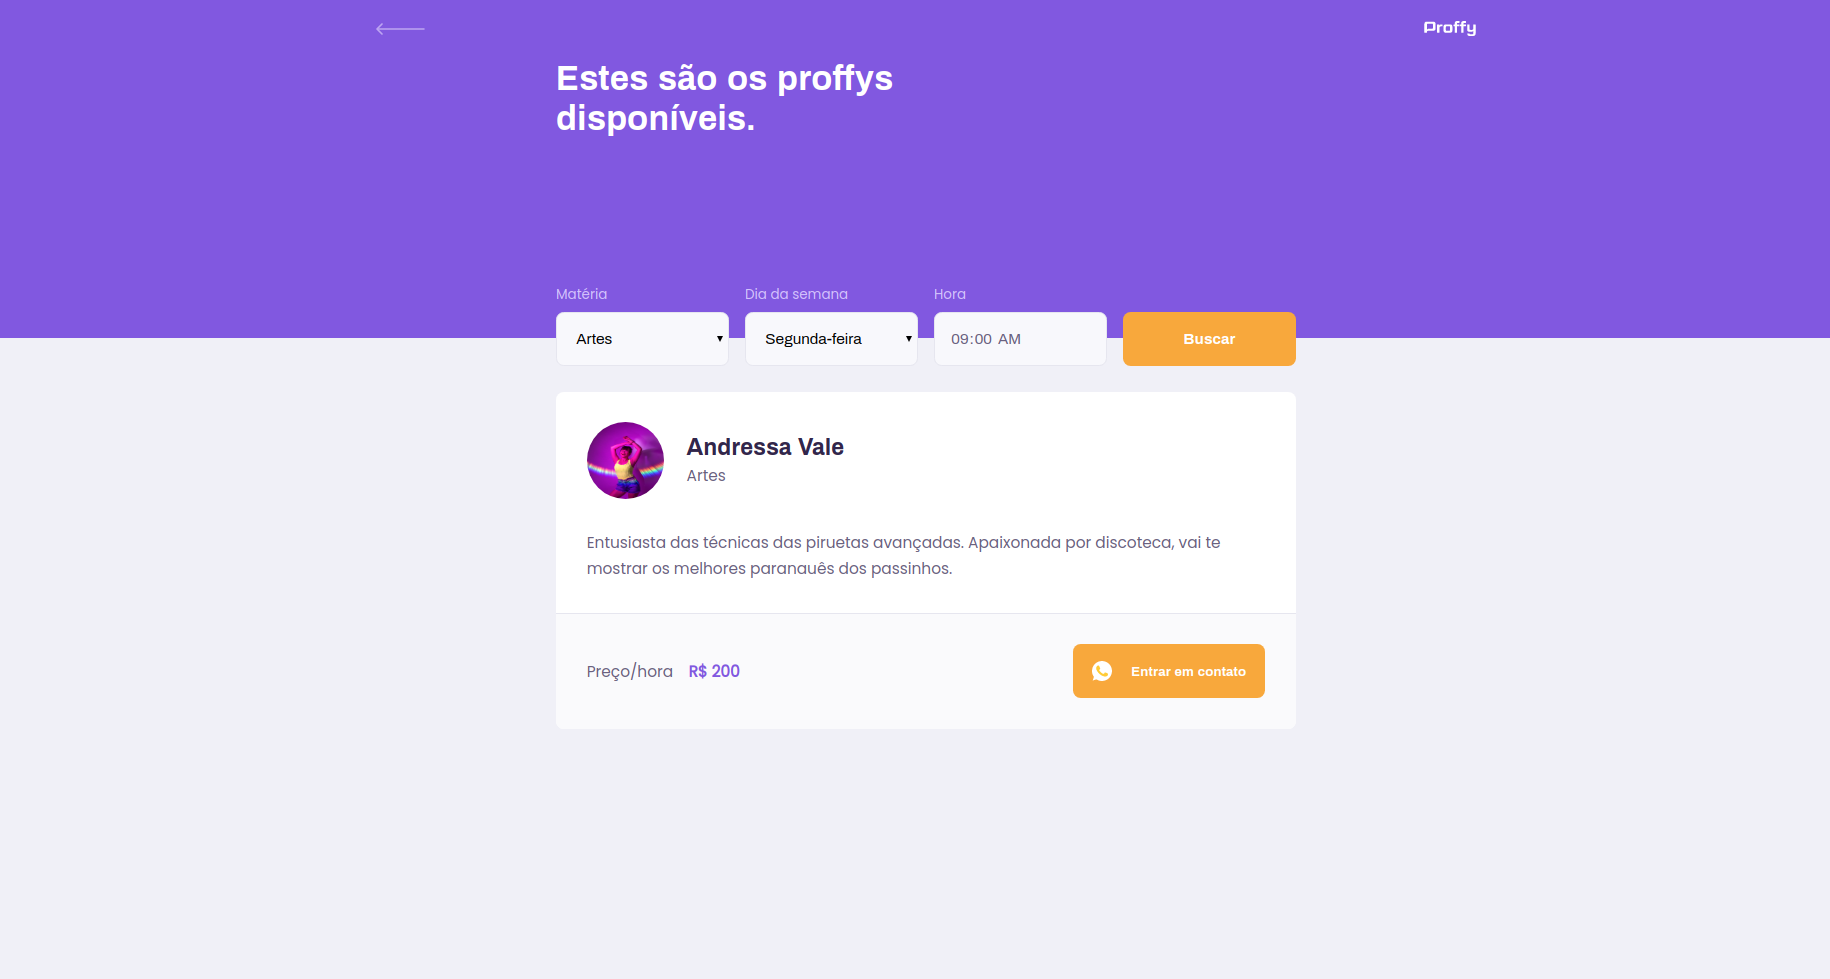 Proffy
Estes são os proffys
disponíveis.
Matéria
Dia da semana
Hora
Artes
Segunda-feira
09:00 AM
Buscar
Andressa Vale
Artes
Entusiasta das técnicas das piruetas avançadas. Apaixonada por discoteca, vai te
mostrar os melhores paranauês dos passinhos.
Preço/hora R$ 200
Entrar em contato